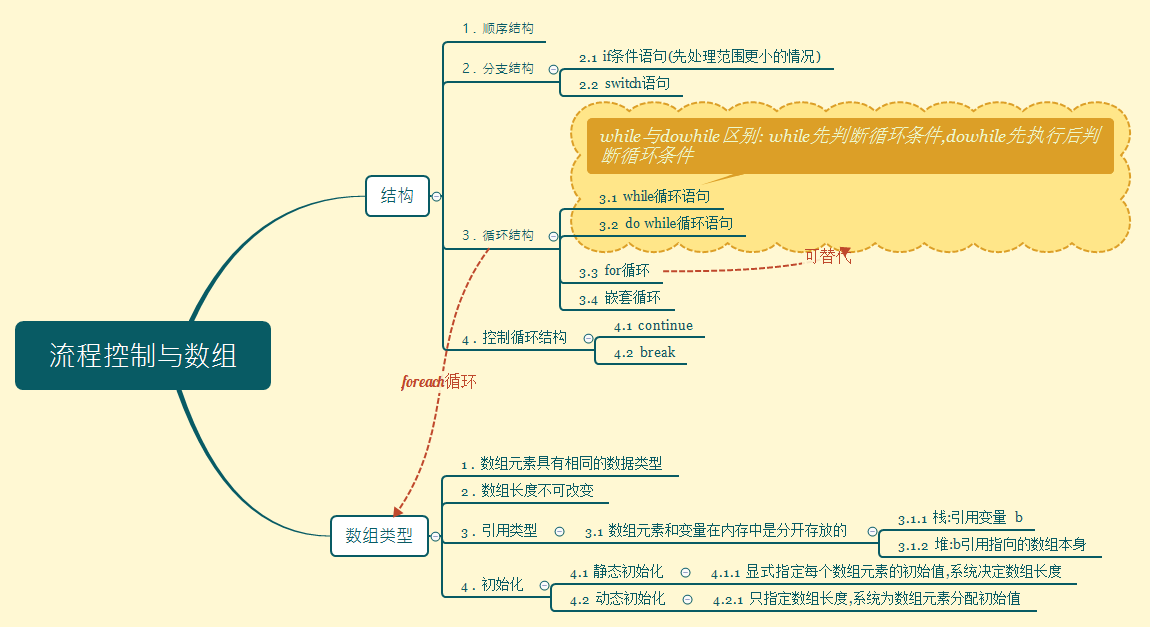 流程控制与数组
结构
1. 顺序结构
2. 分支结构
2.1 if条件语句(先处理范围更小的情况)
2.2 switch语句
while与dowhile区别: while先判断循环条件,dowhile先执行后判
断循环条件
3. 循环结构
3.1 while循环语句
3.2 do while循环语句
3.3 for循环
可替代
3.4 嵌套循环
4. 控制循环结构
4.1 continue
4.2 break
foreach循环
数组类型
1. 数组元素具有相同的数据类型
2. 数组长度不可改变
3. 引用类型
3.1 数组元素和变量在内存中是分开存放的
3.1.1 栈:引用变量 b
3.1.2 堆:b引用指向的数组本身
4. 初始化
4.1 静态初始化
4.1.1 显式指定每个数组元素的初始值,系统决定数组长度
4.2 动态初始化
4.2.1 只指定数组长度,系统为数组元素分配初始值